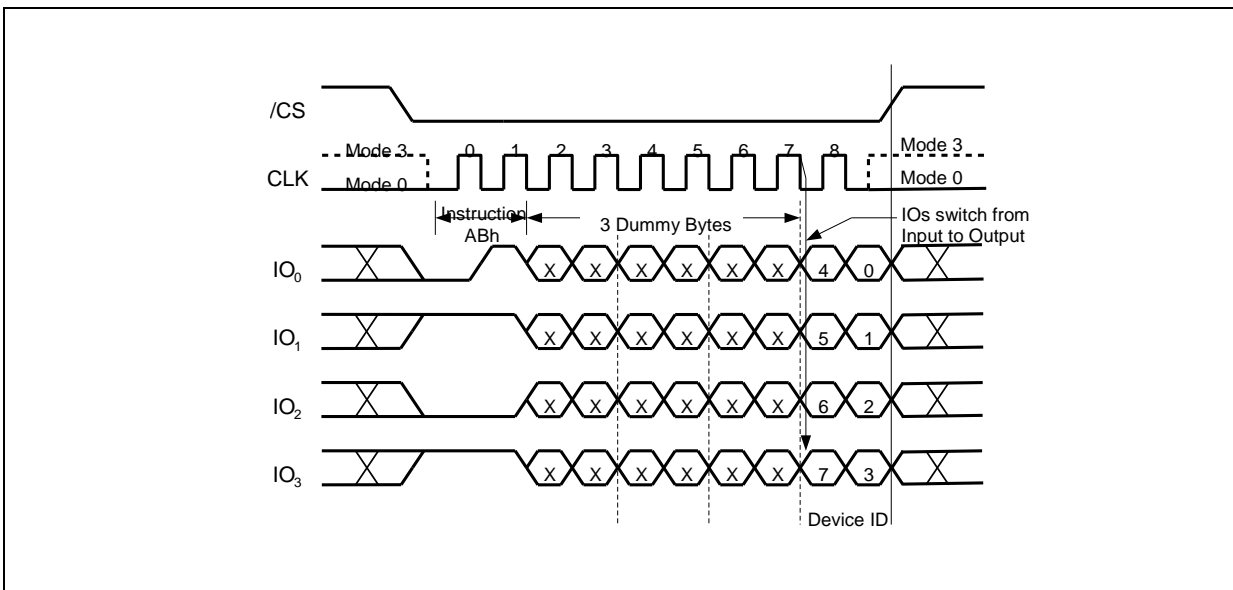 /CS
Mode 3 0 1 2 3 4 5 6 7 8 Mode 3
CLK Mode 0 Mode 0
Instruction
ABh
3 Dummy Bytes
IOs switch from
Input to Output
IO0 X X X X X X 4 0
IO1 X X X X X X 5 1
IO2 X X X X X X 6 2
IO3 X X X X X X 7 3
Device ID